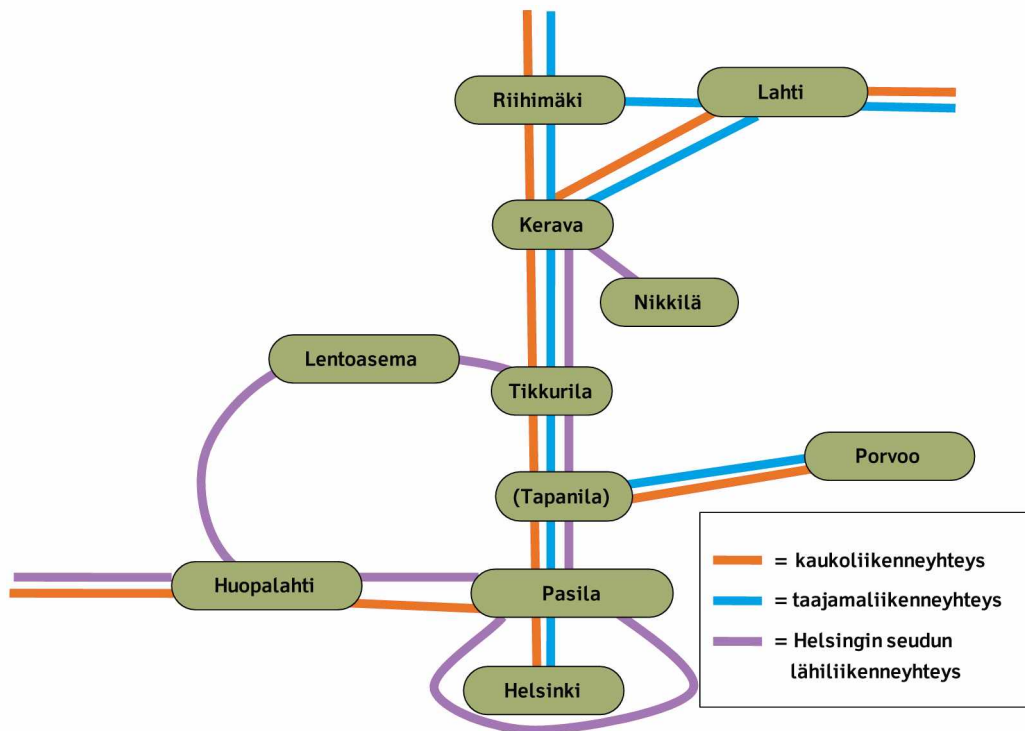 Riihimäki
Lahti
Kerava
Nikkilä
Lentoasema
Tikkurila
Porvoo
(Tapanila)
Huopalahti
Pasila
Helsinki
= kaukoliikenneyhteys
= taajamaliikenneyhteys
= Helsingin seudun
lähiliikenneyhteys